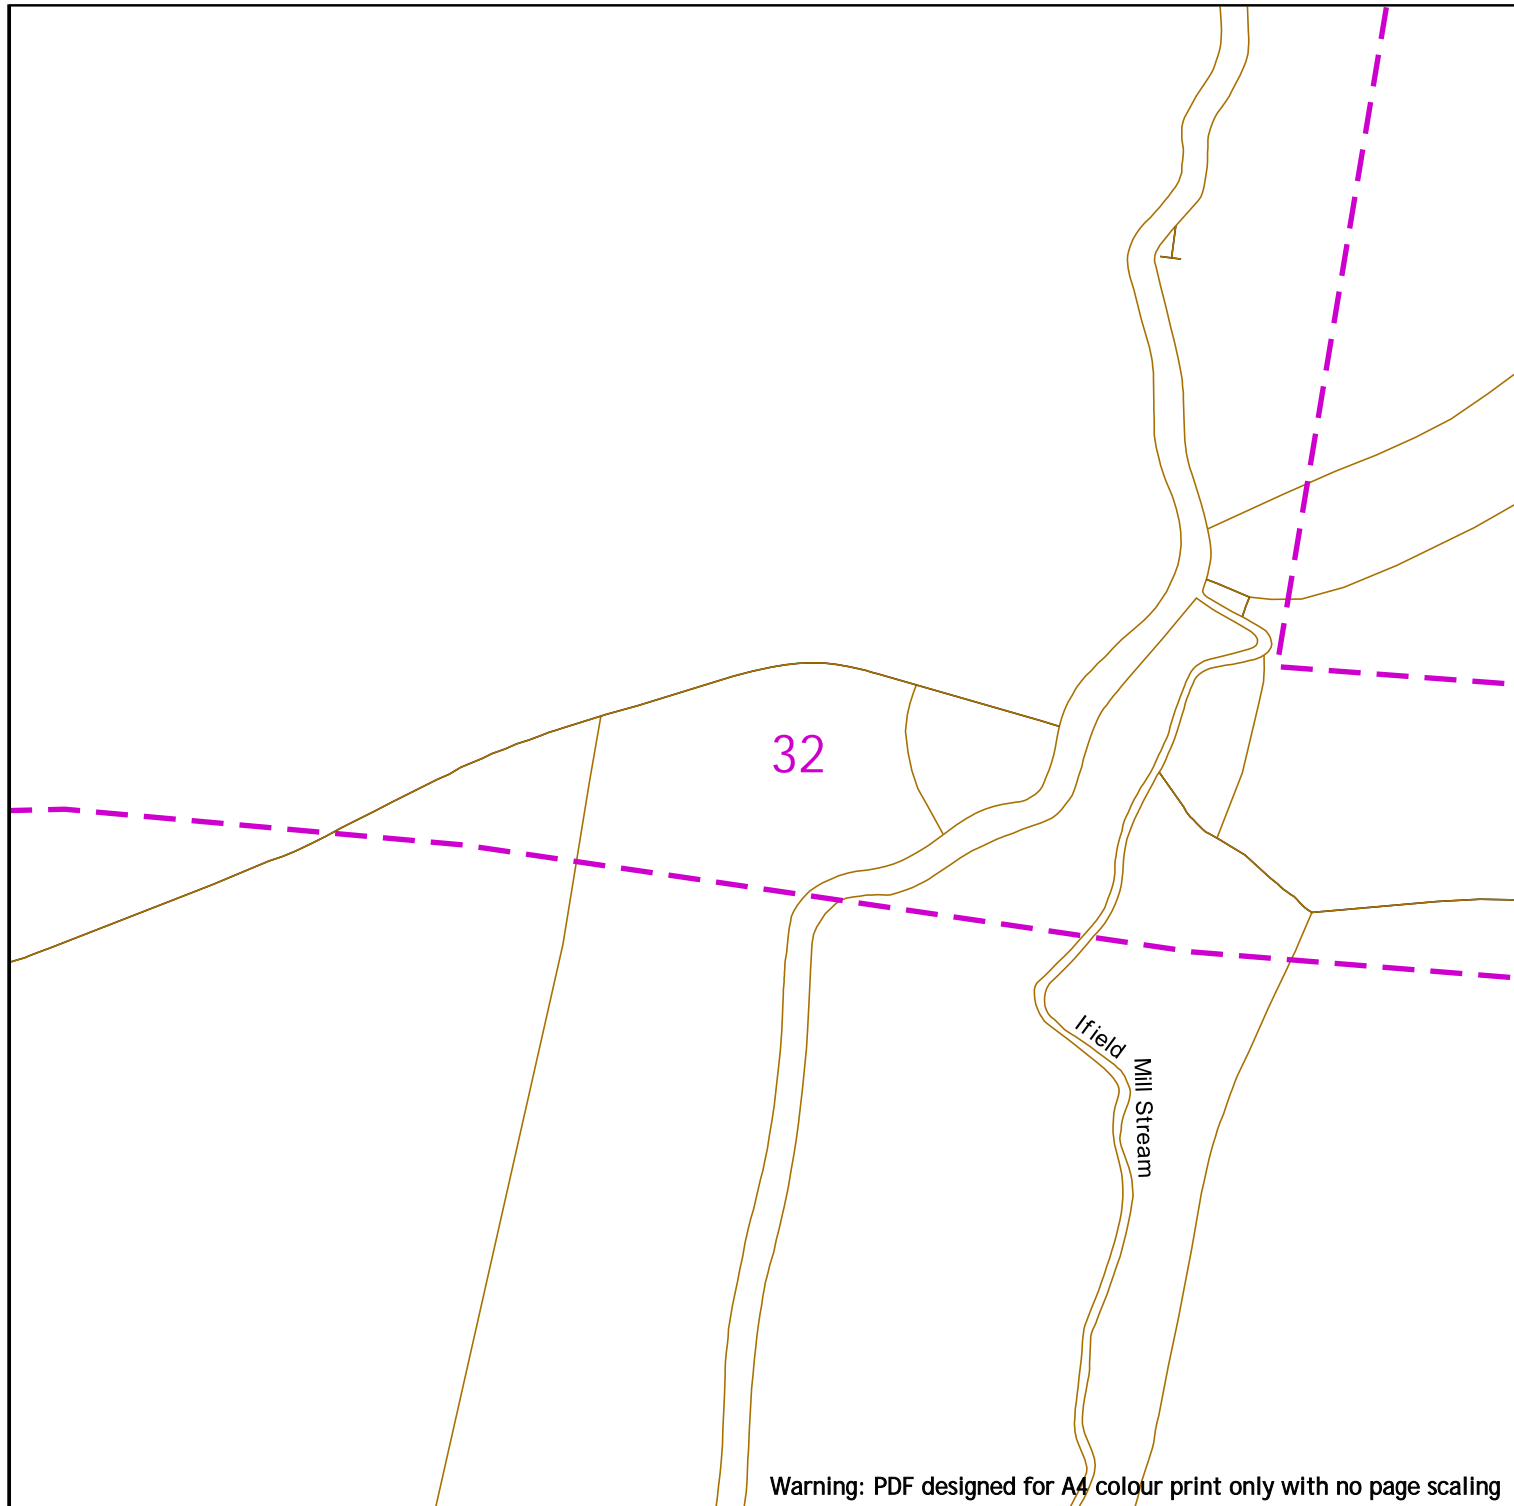 32
Ifield
Mill Stream
Warning: PDF designed for A4 colour print only with no page scaling